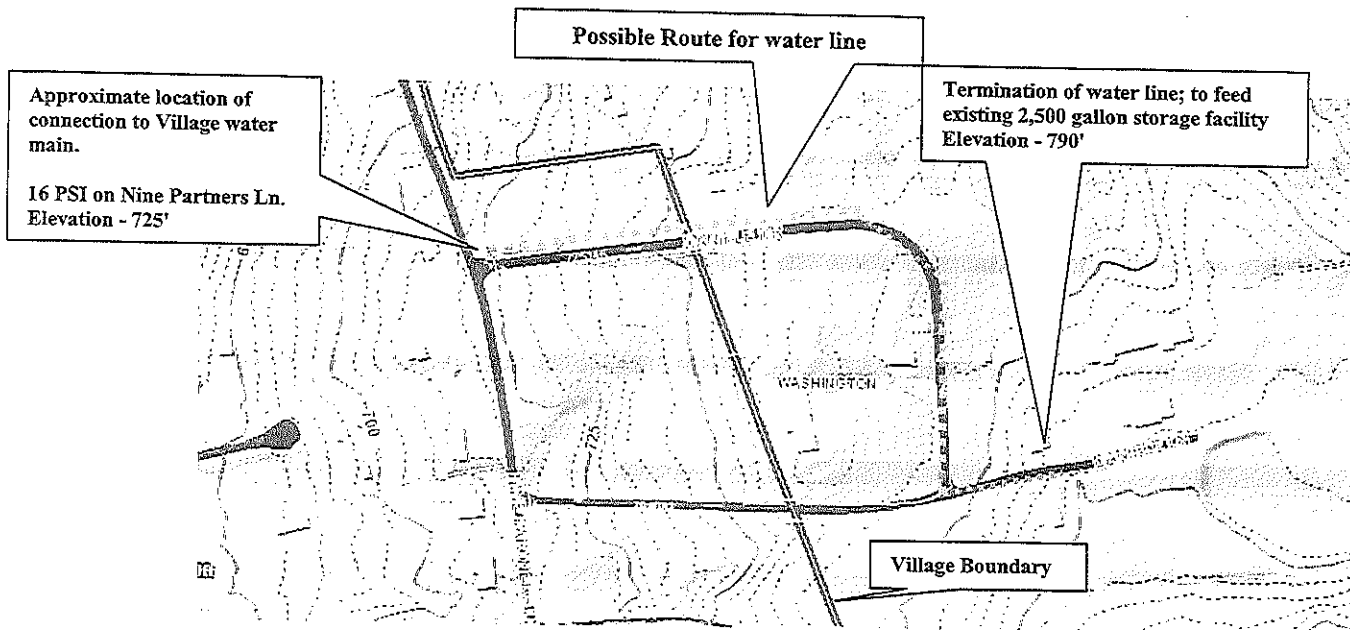 Possible Route for water line
Approximate location of
connection to Village water
main.
16 PSI on Nine Partners Ln.
Elevation - 725'
Termination of water line; to feed
existing 2,500 gallon storage facility
Elevation - 790'
WASHINGTON
700
725
Village Boundary